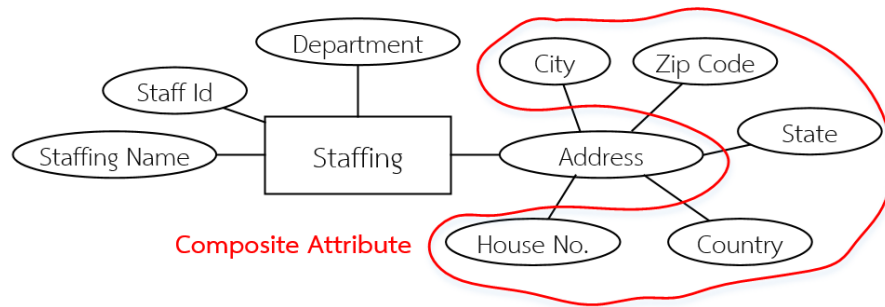 Department
City
Zip Code
Staff Id
State
Staffing Name
Staffing
Address
Composite Attribute
House No.
Country